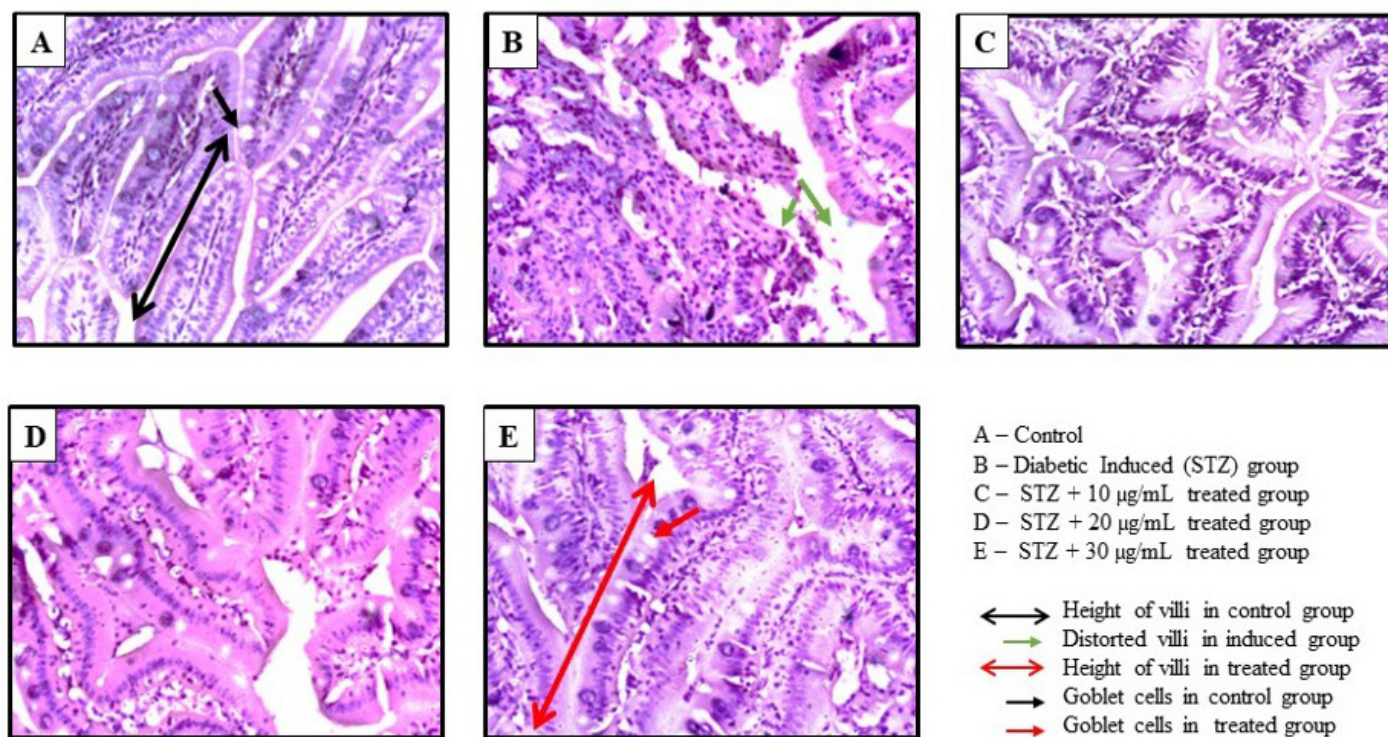 A
B
C
D
E
A – Control
B – Diabetic Induced (STZ) group
C – STZ + 10 μg/mL treated group
D – STZ + 20 μg/mL treated group
E – STZ + 30 μg/mL treated group
Height of villi in control group
Distorted villi in induced group
Height of villi in treated group
Goblet cells in control group
Goblet cells in treated group